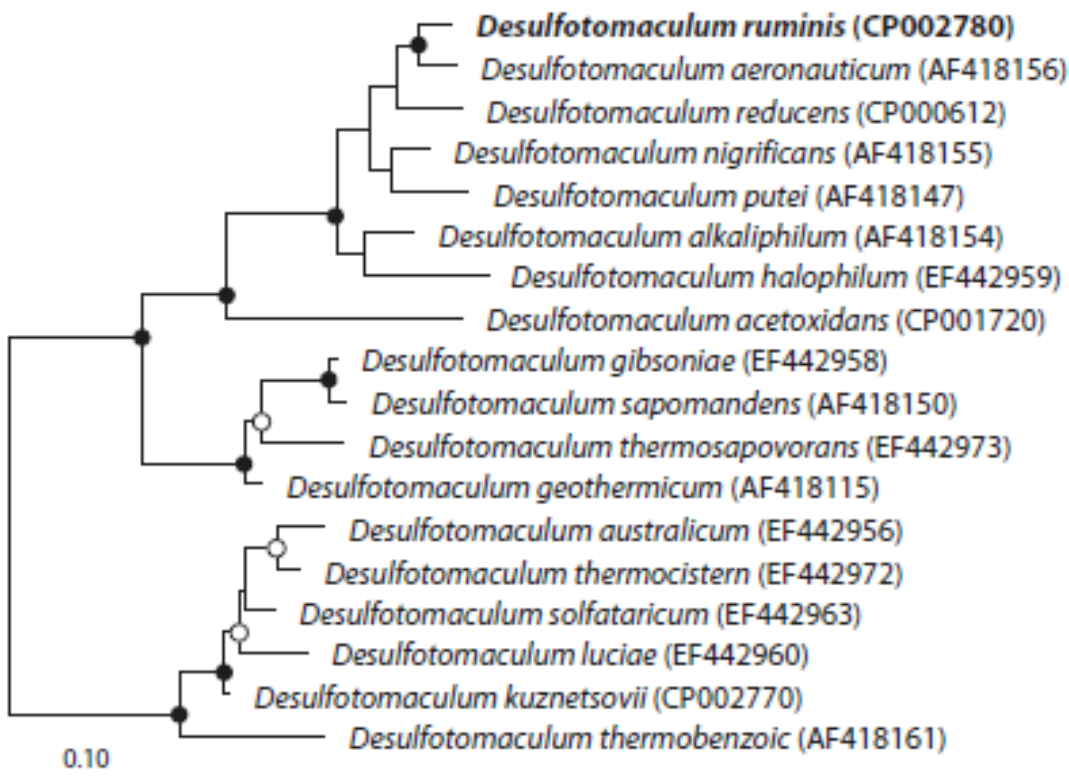 Desulfotomaculum ruminis (CP002780)
Desulfotomaculum aeronauticum (AF418156)
Desulfotomaculum reducens (CP000612)
Desulfotomaculum nigrificans (AF418155)
Desulfotomaculum putei (AF418147)
Desulfotomaculum alkaliphilum (AF418154)
Desulfotomaculum halophilum (EF442959)
Desulfotomaculum acetoxidans (CP001720)
Desulfotomaculum gibsoniae (EF442958)
Desulfotomaculum sapomandens (AF418150)
Desulfotomaculum thermosapovorans (EF442973)
Desulfotomaculum geothermicum (AF418115)
Desulfotomaculum australicum (EF442956)
Desulfotomaculum thermocistern (EF442972)
Desulfotomaculum solfataricum (EF442963)
Desulfotomaculum luciae (EF442960)
Desulfotomaculum kuznetsovii (CP002770)
Desulfotomaculum thermobenzoic (AF418161)
0.10